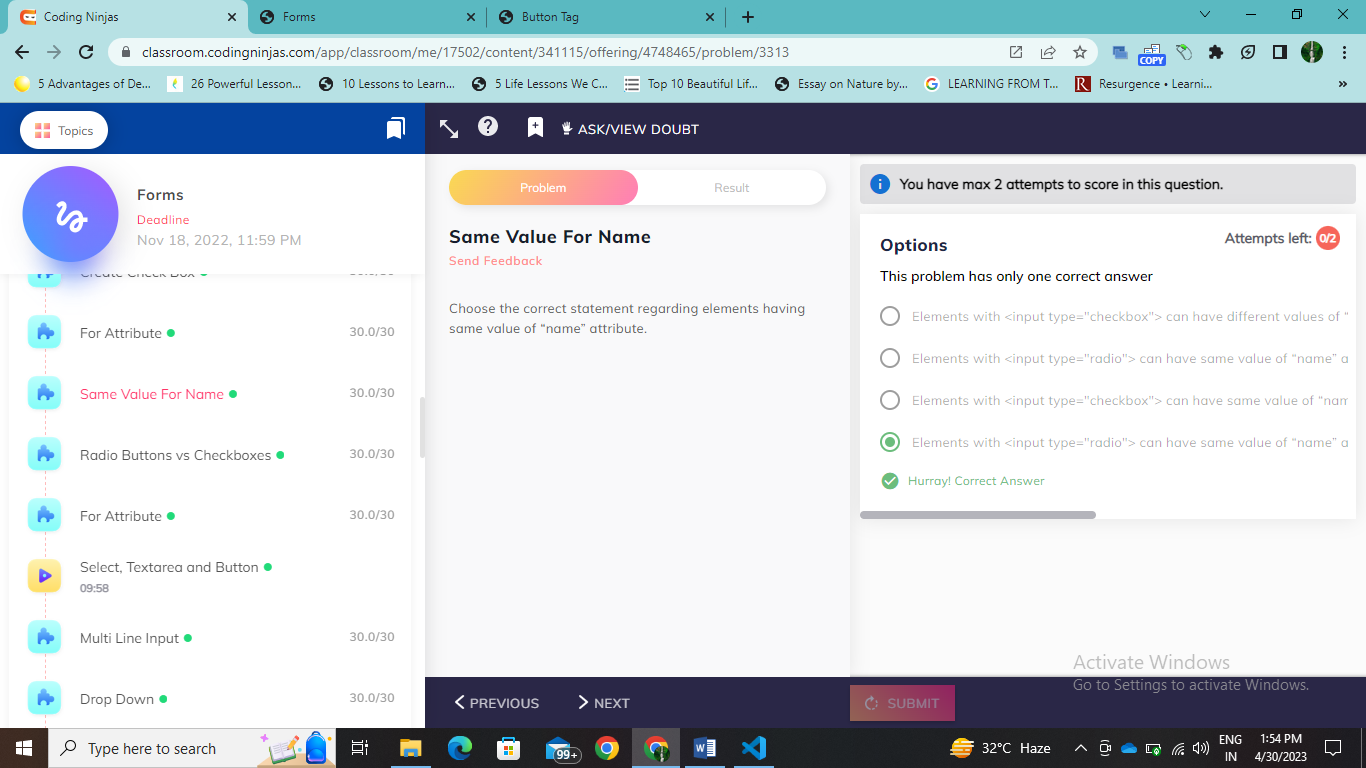 Coding Ninjas
Forms
Button Tag
classroom.codingninjas.com/app/classroom/me/17502/content/341115/offering/4748465/problem/3313
COPY
5 Advantages of De...
26 Powerful Lesson...
10 Lessons to Learn...
5 Life Lessons We C...
Top 10 Beautiful Lif...
Essay on Nature by...
LEARNING FROM T...
Resurgence • Learni...
»
Topics
ASK/VIEW DOUBT
Forms
Deadline
Nov 18, 2022, 11:59 PM
For Attribute
30.0/30
Same Value For Name
30.0/30
Radio Buttons vs Checkboxes
30.0/30
For Attribute
30.0/30
Select, Textarea and Button
09:58
Multi Line Input
30.0/30
Drop Down
30.0/30
Problem
Result
Same Value For Name
Send Feedback
Choose the correct statement regarding elements having
same value of “name” attribute.
You have max 2 attempts to score in this question.
Options
Attempts left: 0/2
This problem has only one correct answer
Elements with <input type="checkbox"> can have different values of “
Elements with <input type="radio"> can have same value of “name” a
Elements with <input type="checkbox"> can have same value of “nam
Elements with <input type="radio"> can have same value of “name” a
Hurray! Correct Answer
Activate Windows
Go to Settings to activate Windows.
PREVIOUS
NEXT
SUBMIT
Type here to search
99+
32°C Haze
ENG
IN
1:54 PM
4/30/2023